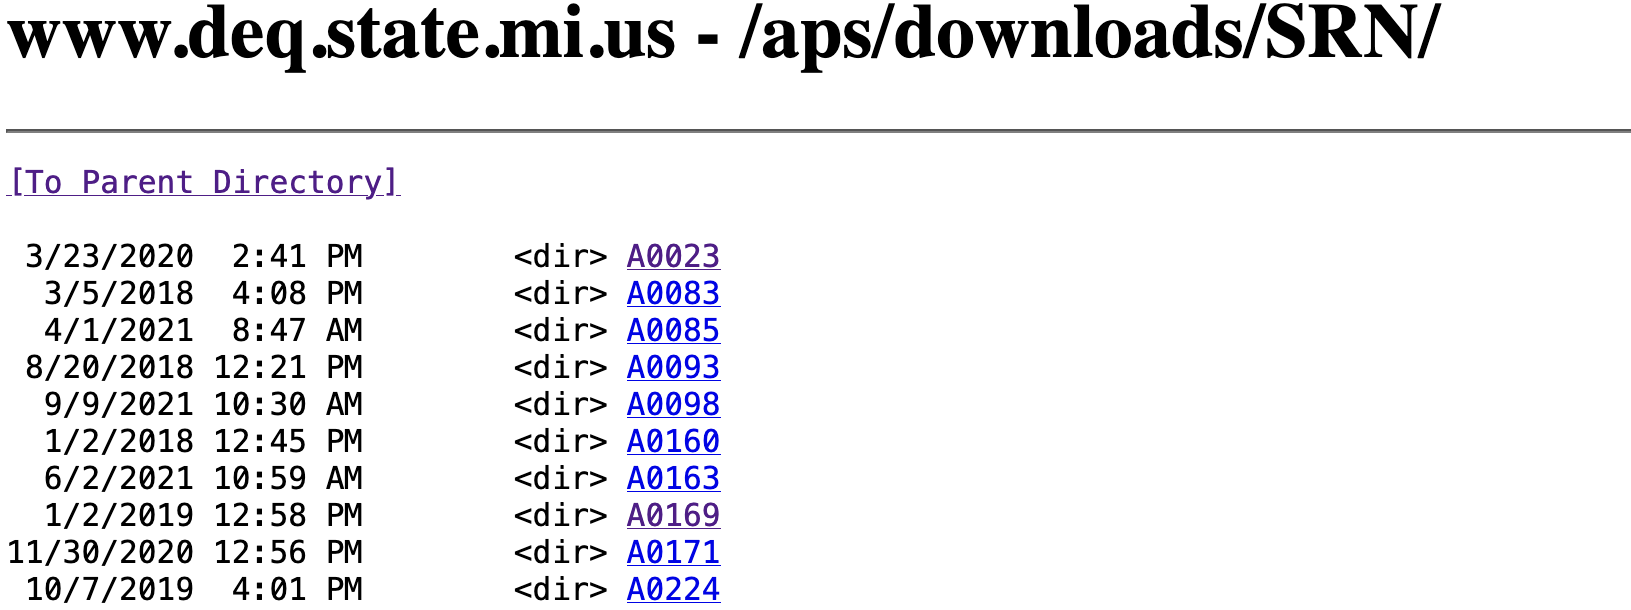 www.deq.state.mi.us - /aps/downloads/SRN/
[To Parent Directory]
3/23/2020  2:41 PM        <dir> A0023
3/5/2018  4:08 PM        <dir> A0083
4/1/2021  8:47 AM        <dir> A0085
8/20/2018 12:21 PM        <dir> A0093
9/9/2021 10:30 AM        <dir> A0098
1/2/2018 12:45 PM        <dir> A0160
6/2/2021 10:59 AM        <dir> A0163
1/2/2019 12:58 PM        <dir> A0169
11/30/2020 12:56 PM        <dir> A0171
10/7/2019  4:01 PM        <dir> A0224